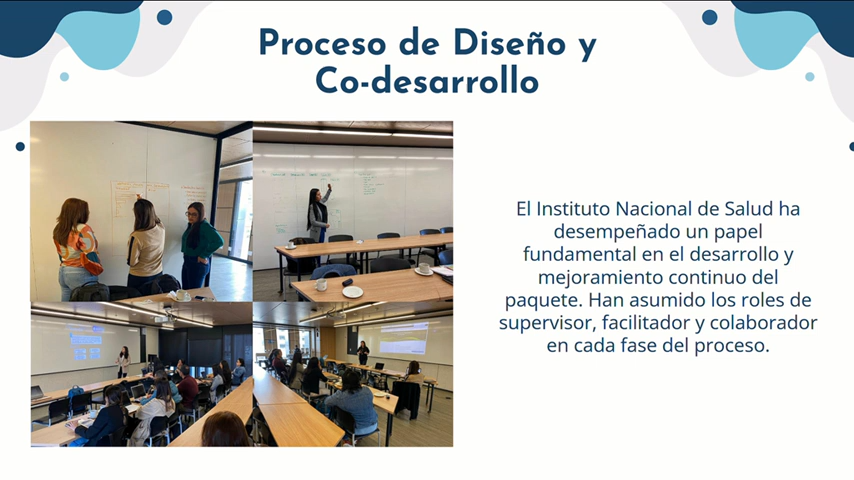 Proceso de Diseño y
Co-desarrollo
El Instituto Nacional de Salud ha
desempeñado un papel
fundamental en el desarrollo y
mejoramiento continuo del
paquete. Han asumido los roles de
supervisor, facilitador y colaborador
en cada fase del proceso.